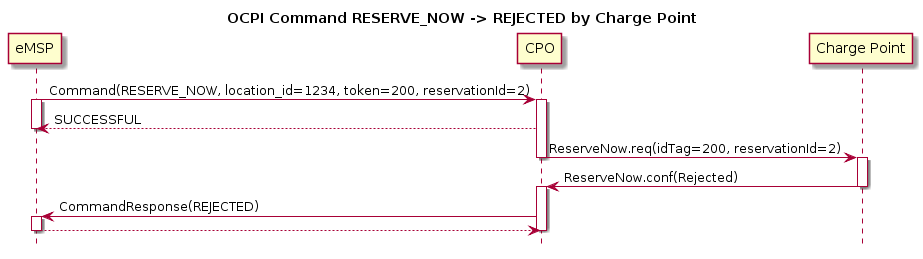 OCPI Command RESERVE_NOW -> REJECTED by Charge Point
eMSP
CPO
Charge Point
Command(RESERVE_NOW, location_id=1234, token=200, reservationId=2)
SUCCESSFUL
ReserveNow.req(idTag=200, reservationId=2)
ReserveNow.conf(Rejected)
CommandResponse(REJECTED)